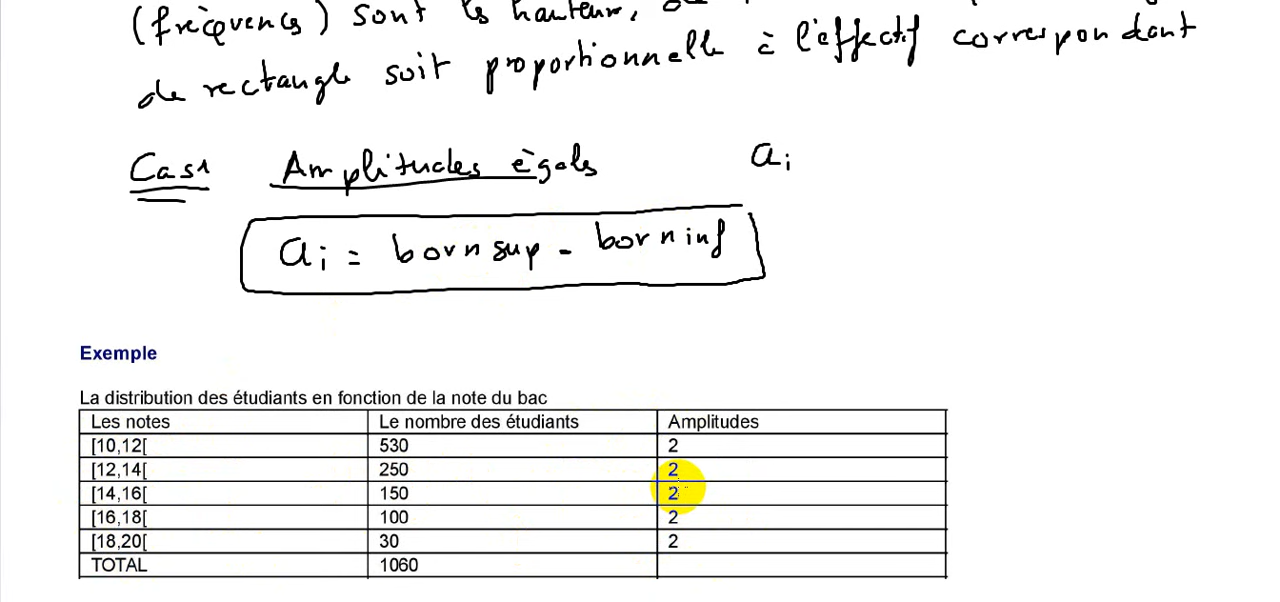 (fréquences) sont les hauteur,
de rectangle soit proportionnelle à l'effectif correspondant
Cas1 Amplitudes égals ai
ai = born sup - born inf
Exemple
La distribution des étudiants en fonction de la note du bac
Les notes Le nombre des étudiants Amplitudes
[10,12[ 530 2
[12,14[ 250 2
[14,16[ 150 2
[16,18[ 100 2
[18,20[ 30 2
TOTAL 1060